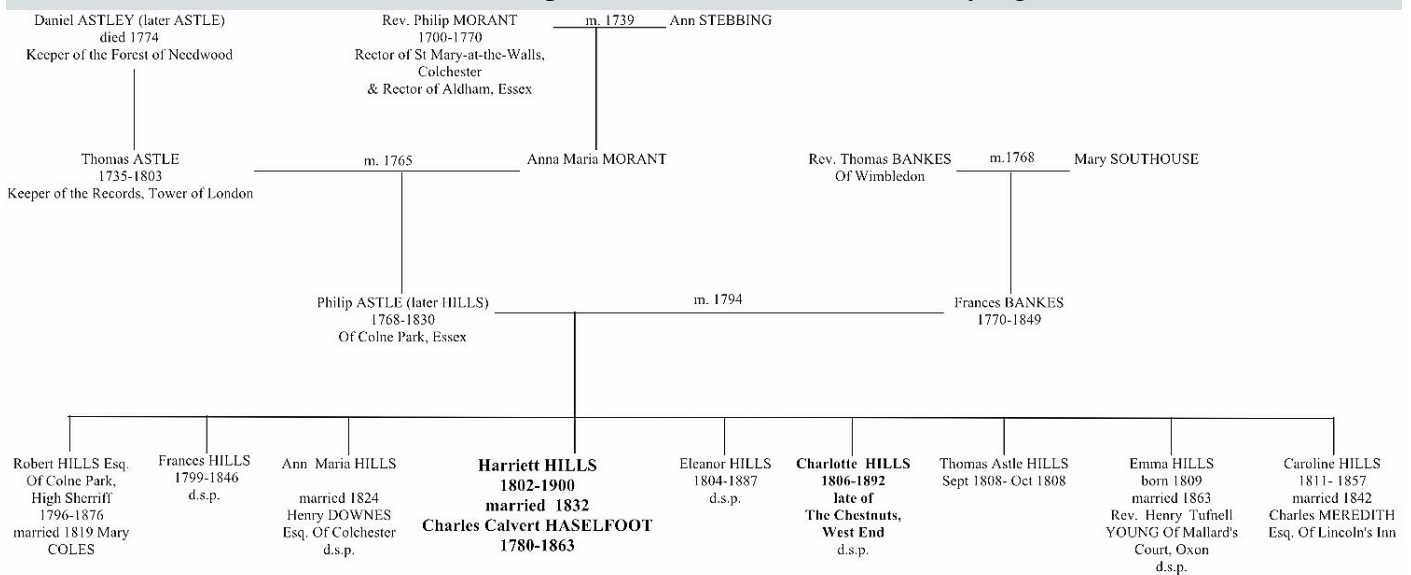 Daniel ASTLEY (later ASTLE)
died 1774
Keeper of the Forest of Needwood
Rev. Philip MORANT
1700-1770
Rector of St Mary-at-the-Walls,
Colchester
& Rector of Aldham, Essex
m. 1739
Ann STEBBING
Thomas ASTLE
1735-1803
Keeper of the Records, Tower of London
m. 1765
Anna Maria MORANT
Rev. Thomas BANKES
Of Wimbledon
m.1768
Mary SOUTHOUSE
Philip ASTLE (later HILLS)
1768-1830
Of Colne Park, Essex
m. 1794
Frances BANKES
1770-1849
Robert HILLS Esq.
Of Colne Park,
High Sherriff
1796-1876
married 1819 Mary
COLES
Frances HILLS
1799-1846
d.s.p.
Ann Maria HILLS
married 1824
Henry DOWNES
Esq. Of Colchester
d.s.p.
Harriett HILLS
1802-1900
married 1832
Charles Calvert HASELFOOT
1780-1863
Eleanor HILLS
1804-1887
d.s.p.
Charlotte HILLS
1806-1892
late of
The Chestnuts,
West End
d.s.p.
Thomas Astle HILLS
Sept 1808- Oct 1808
Emma HILLS
born 1809
married 1863
Rev. Henry Tufnell
YOUNG Of Mallard's
Court, Oxon
d.s.p.
Caroline HILLS
1811- 1857
married 1842
Charles MEREDITH
Esq. Of Lincoln's Inn